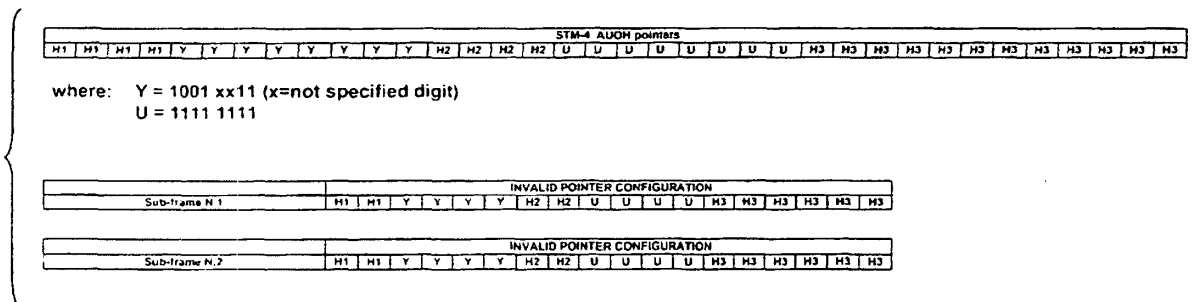 STM-4 AUOH pointers
H1 H1 H1 H1 Y Y Y Y Y Y Y Y H2 H2 H2 H2 U U U U U U U U H3 H3 H3 H3 H3 H3 H3 H3 H3 H3 H3 H3
where: Y = 1001 xx11 (x=not specified digit)
U = 1111 1111
INVALID POINTER CONFIGURATION
Sub-frame N.1 H1 H1 Y Y Y Y H2 H2 U U U U H3 H3 H3 H3 H3 H3
INVALID POINTER CONFIGURATION
Sub-frame N.2 H1 H1 Y Y Y Y H2 H2 U U U U H3 H3 H3 H3 H3 H3